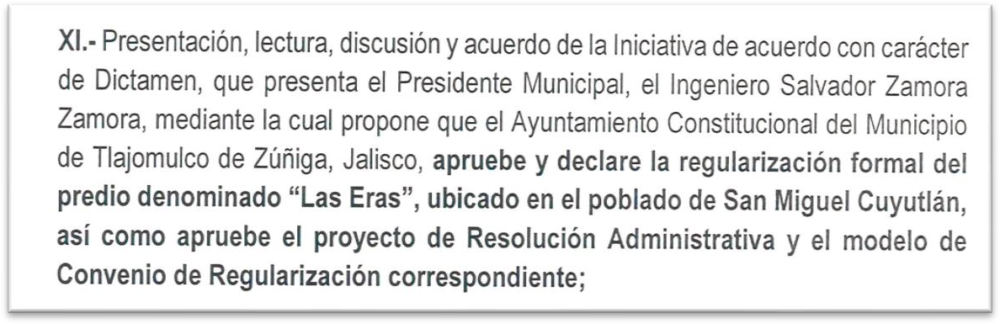 XI.- Presentación, lectura, discusión y acuerdo de la Iniciativa de acuerdo con carácter
de Dictamen, que presenta el Presidente Municipal, el Ingeniero Salvador Zamora
Zamora, mediante la cual propone que el Ayuntamiento Constitucional del Municipio
de Tlajomulco de Zúñiga, Jalisco, apruebe y declare la regularización formal del
predio denominado “Las Eras”, ubicado en el poblado de San Miguel Cuyutlán,
así como apruebe el proyecto de Resolución Administrativa y el modelo de
Convenio de Regularización correspondiente;